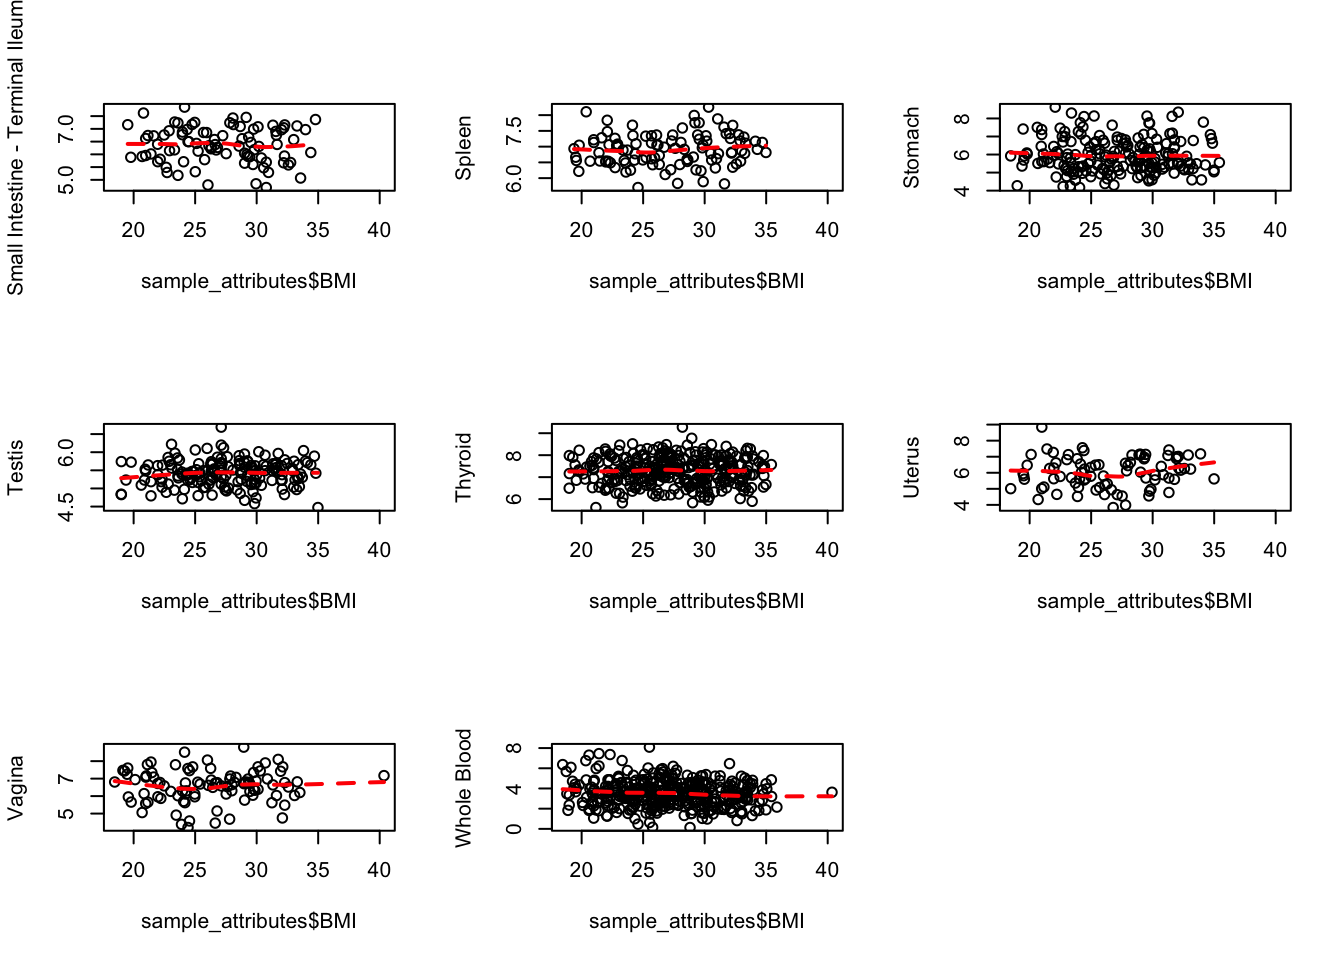 Small Intestine - Terminal Ileum
5.0 7.0
20 25 30 35 40
sample_attributes$BMI
Spleen
6.0 7.5
20 25 30 35 40
sample_attributes$BMI
Stomach
4 6 8
20 25 30 35 40
sample_attributes$BMI
Testis
4.5 6.0
20 25 30 35 40
sample_attributes$BMI
Thyroid
6 8
20 25 30 35 40
sample_attributes$BMI
Uterus
4 6 8
20 25 30 35 40
sample_attributes$BMI
Vagina
5 7
20 25 30 35 40
sample_attributes$BMI
Whole Blood
0 4 8
20 25 30 35 40
sample_attributes$BMI